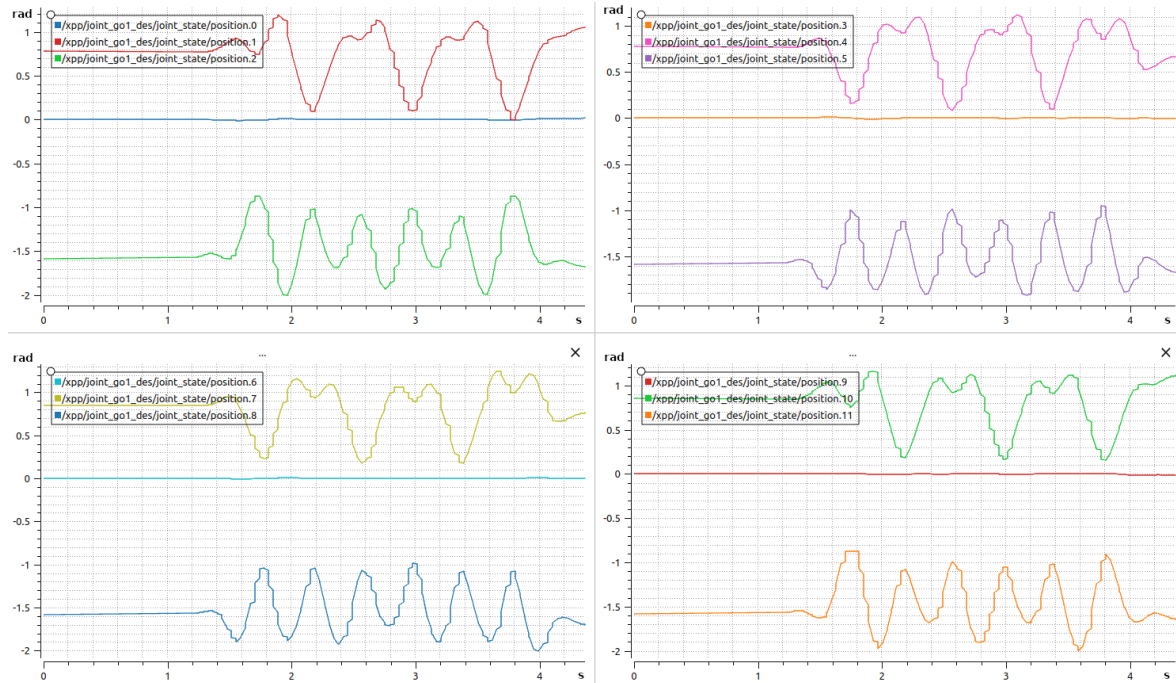 rad
/xpp/joint_go1_des/joint_state/position.0
/xpp/joint_go1_des/joint_state/position.1
/xpp/joint_go1_des/joint_state/position.2
1
0.5
0
-0.5
-1
-1.5
-2
0 1 2 3 4 s
rad
/xpp/joint_go1_des/joint_state/position.3
/xpp/joint_go1_des/joint_state/position.4
/xpp/joint_go1_des/joint_state/position.5
1
0.5
0
-0.5
-1
-1.5
0 1 2 3 4 s
...
rad
/xpp/joint_go1_des/joint_state/position.6
/xpp/joint_go1_des/joint_state/position.7
/xpp/joint_go1_des/joint_state/position.8
1
0.5
0
-0.5
-1
-1.5
-2
0 1 2 3 4 s
...
rad
/xpp/joint_go1_des/joint_state/position.9
/xpp/joint_go1_des/joint_state/position.10
/xpp/joint_go1_des/joint_state/position.11
1
0.5
0
-0.5
-1
-1.5
-2
0 1 2 3 4 s